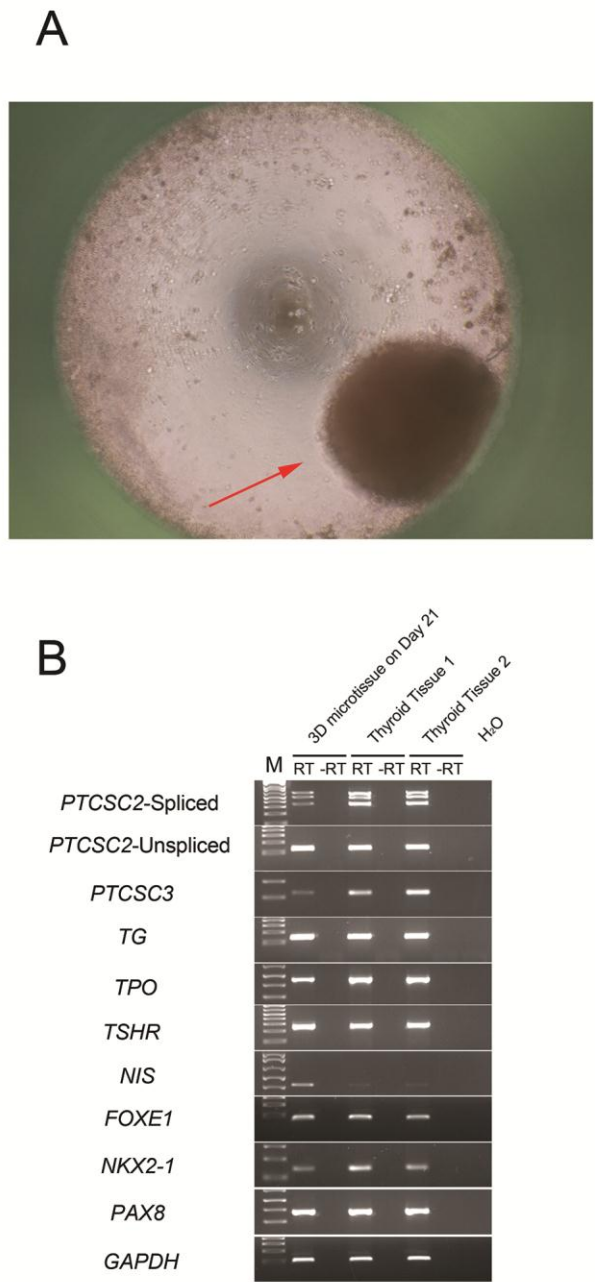 A
B
3D microtissue on Day 21
Thyroid Tissue 1
Thyroid Tissue 2
H₂O
M RT -RT RT -RT RT -RT
PTCSC2-Spliced
PTCSC2-Unspliced
PTCSC3
TG
TPO
TSHR
NIS
FOXE1
NKX2-1
PAX8
GAPDH